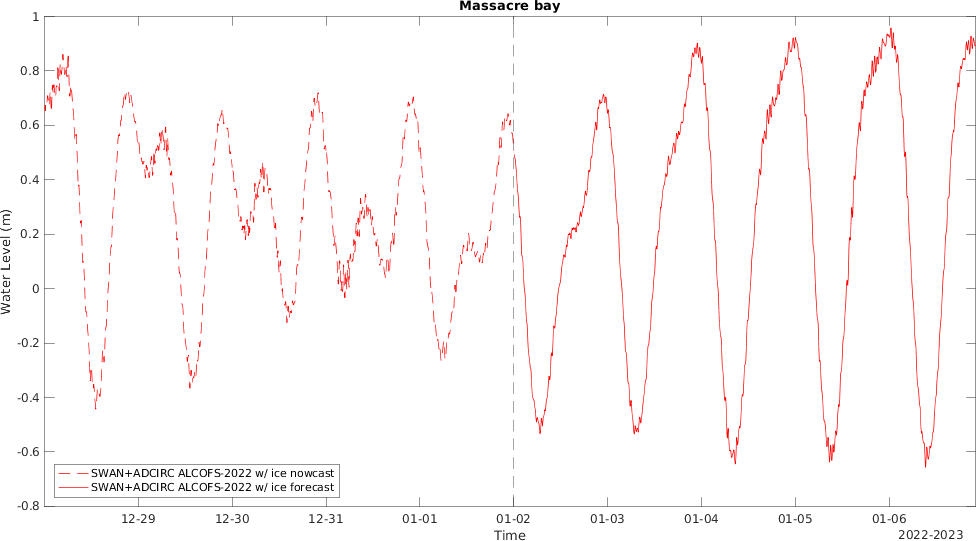 Massacre bay
Water Level (m)
1
0.8
0.6
0.4
0.2
0
-0.2
-0.4
-0.6
-0.8
SWAN+ADCIRC ALCOFS-2022 w/ ice nowcast
SWAN+ADCIRC ALCOFS-2022 w/ ice forecast
12-29 12-30 12-31 01-01 01-02 01-03 01-04 01-05 01-06
Time
2022-2023